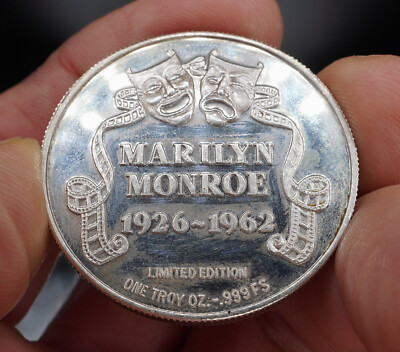 MARILYN
MONROE
1926~1962
LIMITED EDITION
ONE TROY OZ.-.999 FS